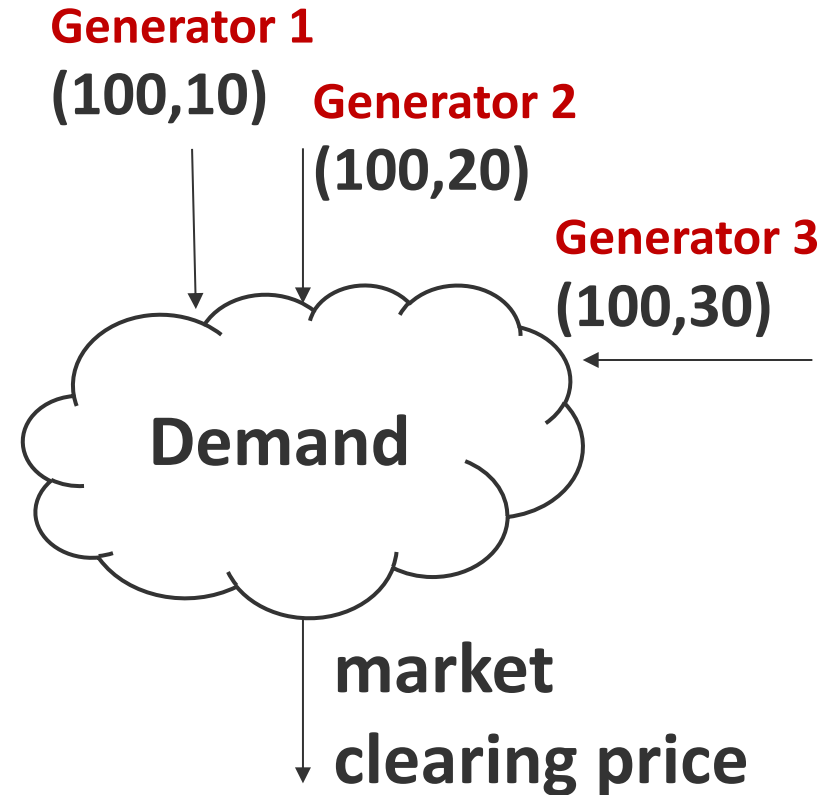 Generator 1
(100,10)
Generator 2
(100,20)
Generator 3
(100,30)
Demand
market
clearing price